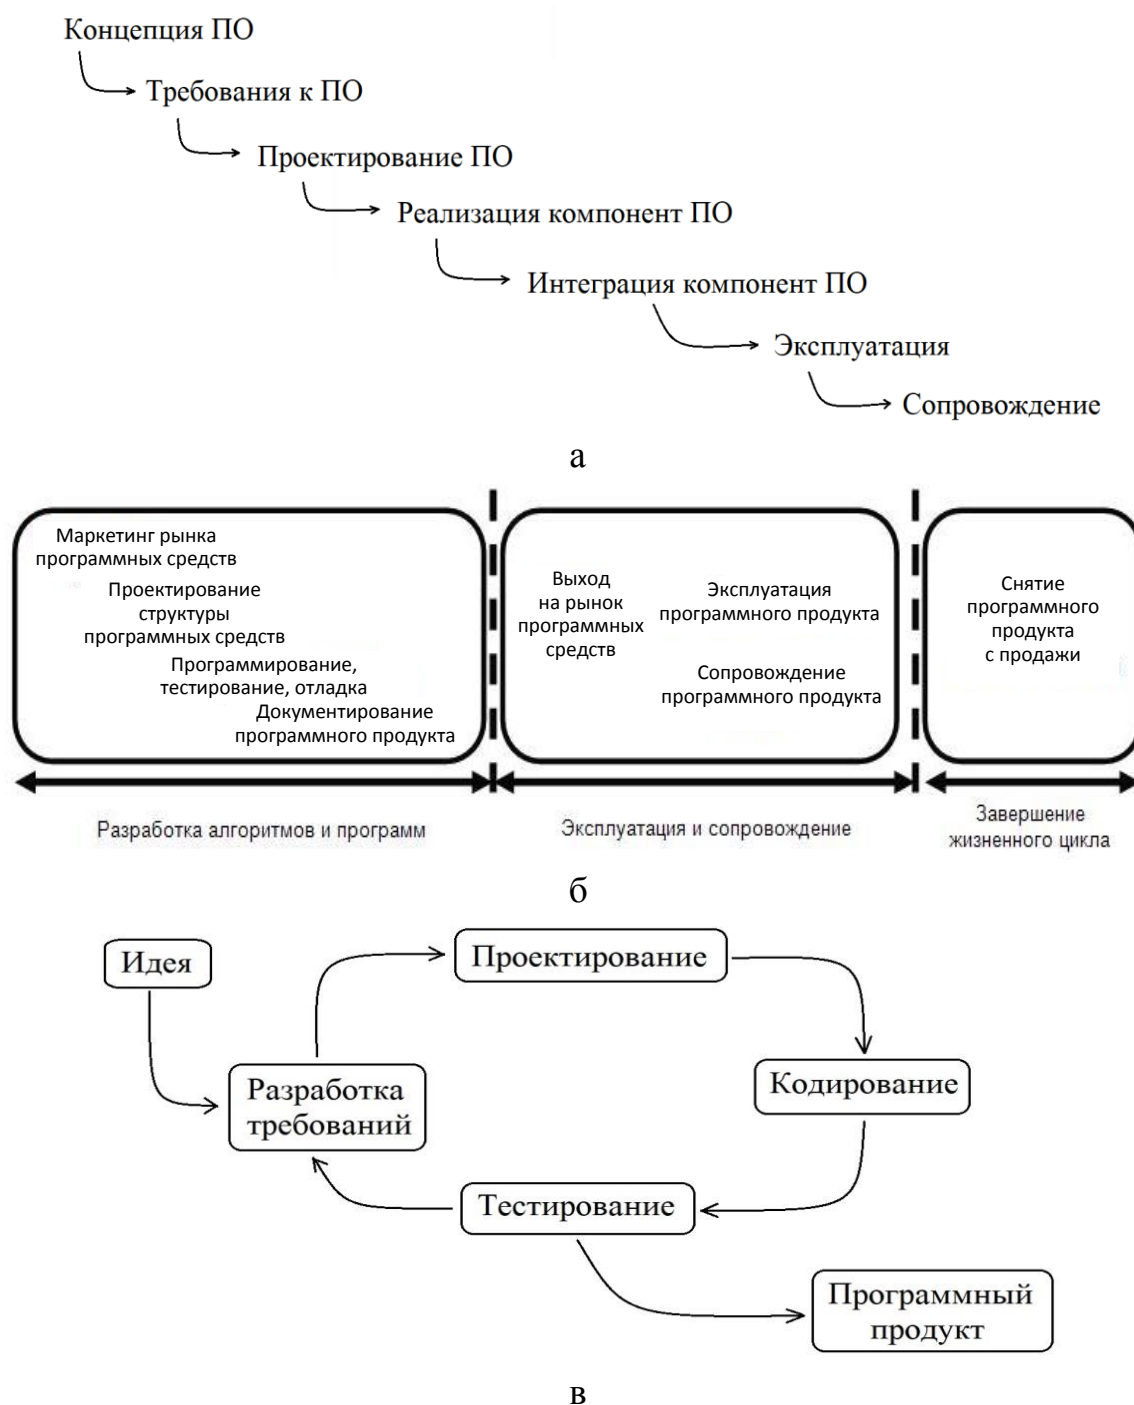 Концепция ПО
Требования к ПО
Проектирование ПО
Реализация компонент ПО
Интеграция компонент ПО
Эксплуатация
Сопровождение
а
Маркетинг рынка
программных средств
Проектирование
структуры
программных средств
Программирование,
тестирование, отладка
Документирование
программного продукта
Выход
на рынок
программных
средств
Эксплуатация
программного продукта
Сопровождение
программного продукта
Снятие
программного
продукта
с продажи
Разработка алгоритмов и программ
Эксплуатация и сопровождение
Завершение
жизненного цикла
б
Идея
Проектирование
Разработка
требований
Кодирование
Тестирование
Программный
продукт
в